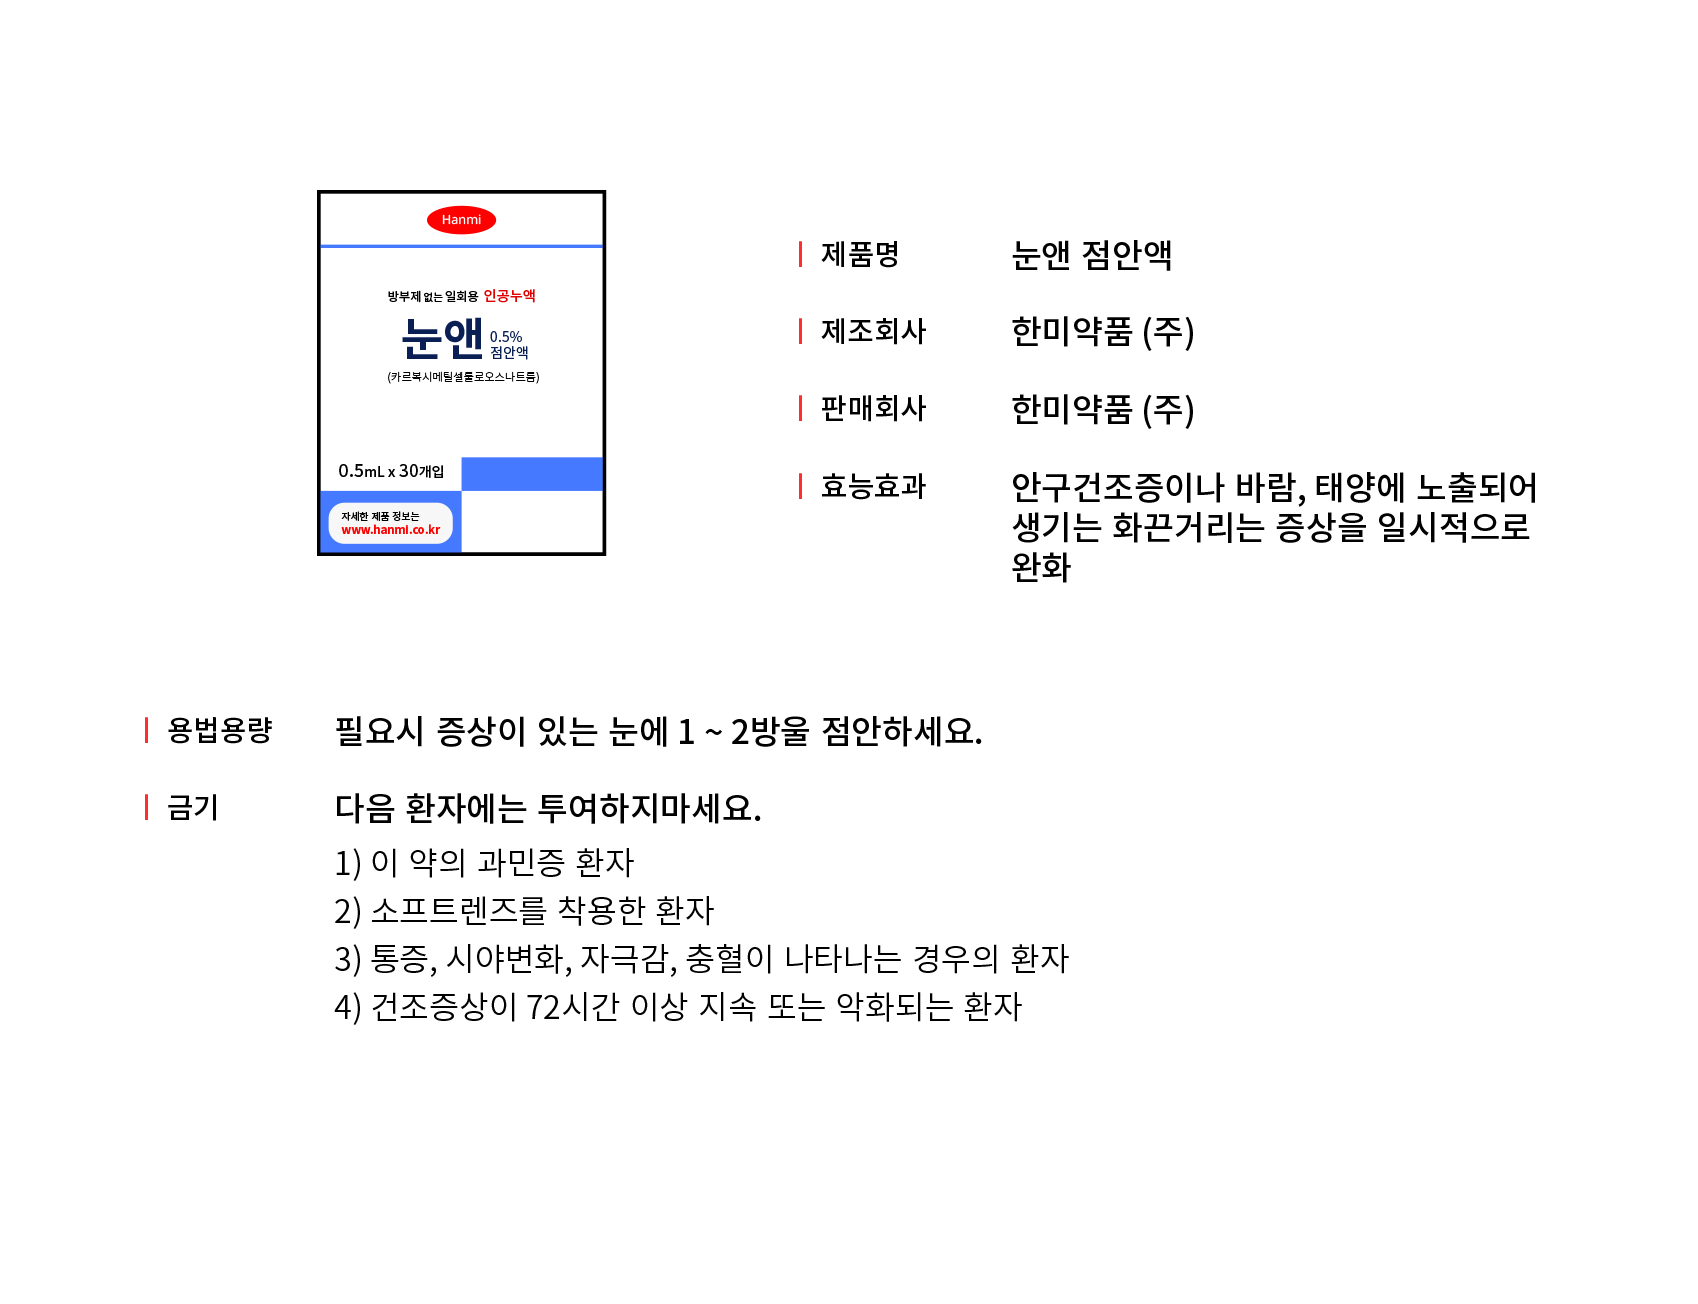 Hanmi
방부제 없는 일회용 인공누액
눈앤 0.5%
점안액
(카르복시메틸셀룰로오스나트륨)
0.5mL x 30개입
자세한 제품 정보는
www.hanmi.co.kr
제품명 눈앤 점안액
제조회사 한미약품 (주)
판매회사 한미약품 (주)
효능효과 안구건조증이나 바람, 태양에 노출되어
생기는 화끈거리는 증상을 일시적으로
완화
용법용량 필요시 증상이 있는 눈에 1 ~ 2방울 점안하세요.
금기 다음 환자에는 투여하지마세요.
1) 이 약의 과민증 환자
2) 소프트렌즈를 착용한 환자
3) 통증, 시야변화, 자극감, 충혈이 나타나는 경우의 환자
4) 건조증상이 72시간 이상 지속 또는 악화되는 환자